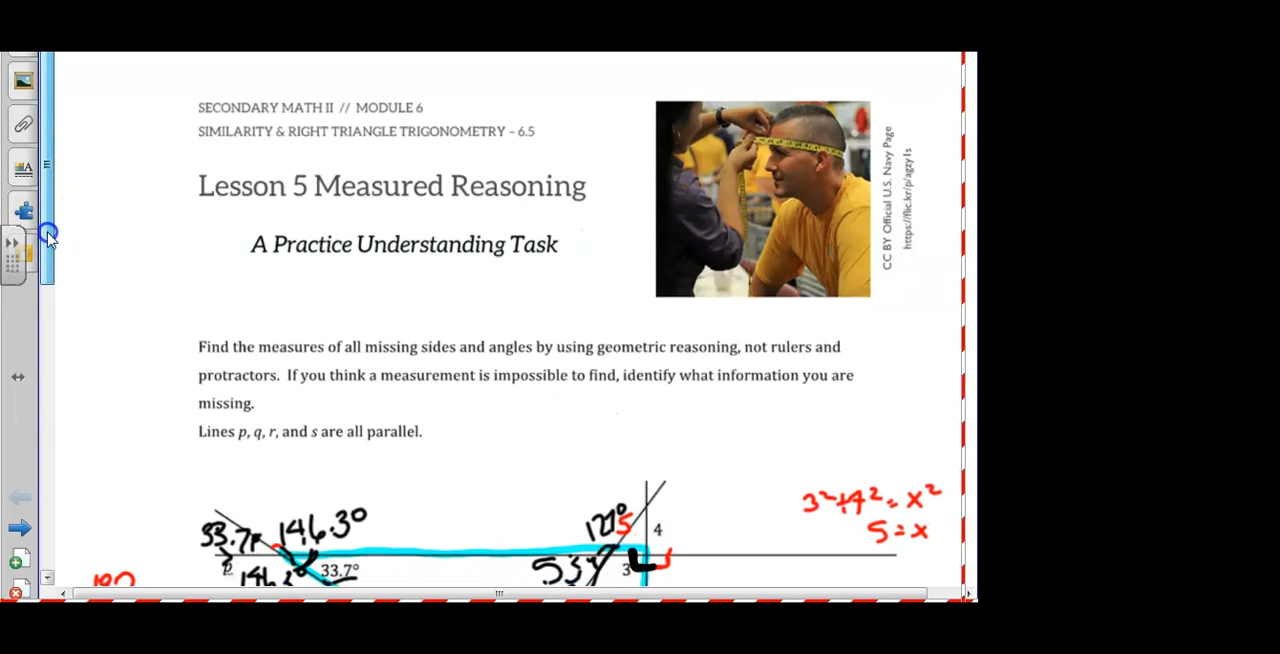 SECONDARY MATH II // MODULE 6
SIMILARITY & RIGHT TRIANGLE TRIGONOMETRY – 6.5
Lesson 5 Measured Reasoning
A Practice Understanding Task
CC BY Official U.S. Navy Page
https://flic.kr/p/agzy1s
Find the measures of all missing sides and angles by using geometric reasoning, not rulers and
protractors. If you think a measurement is impossible to find, identify what information you are
missing.
Lines p, q, r, and s are all parallel.
3²+4²=x²
5=x
33.7° 146.3°
127° 5
4
33.7°
53°
3